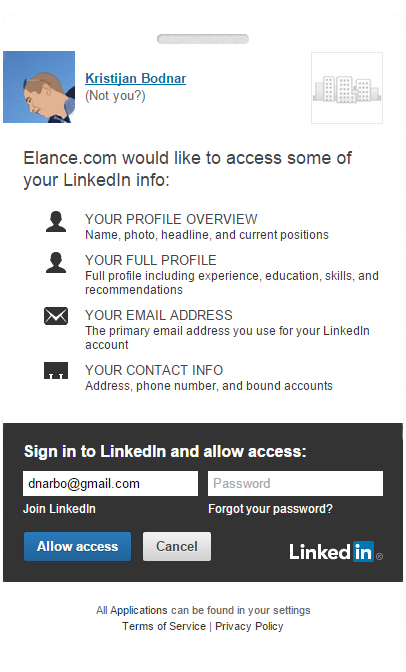 Kristijan Bodnar
(Not you?)
Elance.com would like to access some of
your LinkedIn info:
YOUR PROFILE OVERVIEW
Name, photo, headline, and current positions
YOUR FULL PROFILE
Full profile including experience, education, skills, and
recommendations
YOUR EMAIL ADDRESS
The primary email address you use for your LinkedIn
account
YOUR CONTACT INFO
Address, phone number, and bound accounts
Sign in to LinkedIn and allow access:
dnarbo@gmail.com Password
Join LinkedIn Forgot your password?
Allow access Cancel LinkedIn®
All Applications can be found in your settings
Terms of Service | Privacy Policy